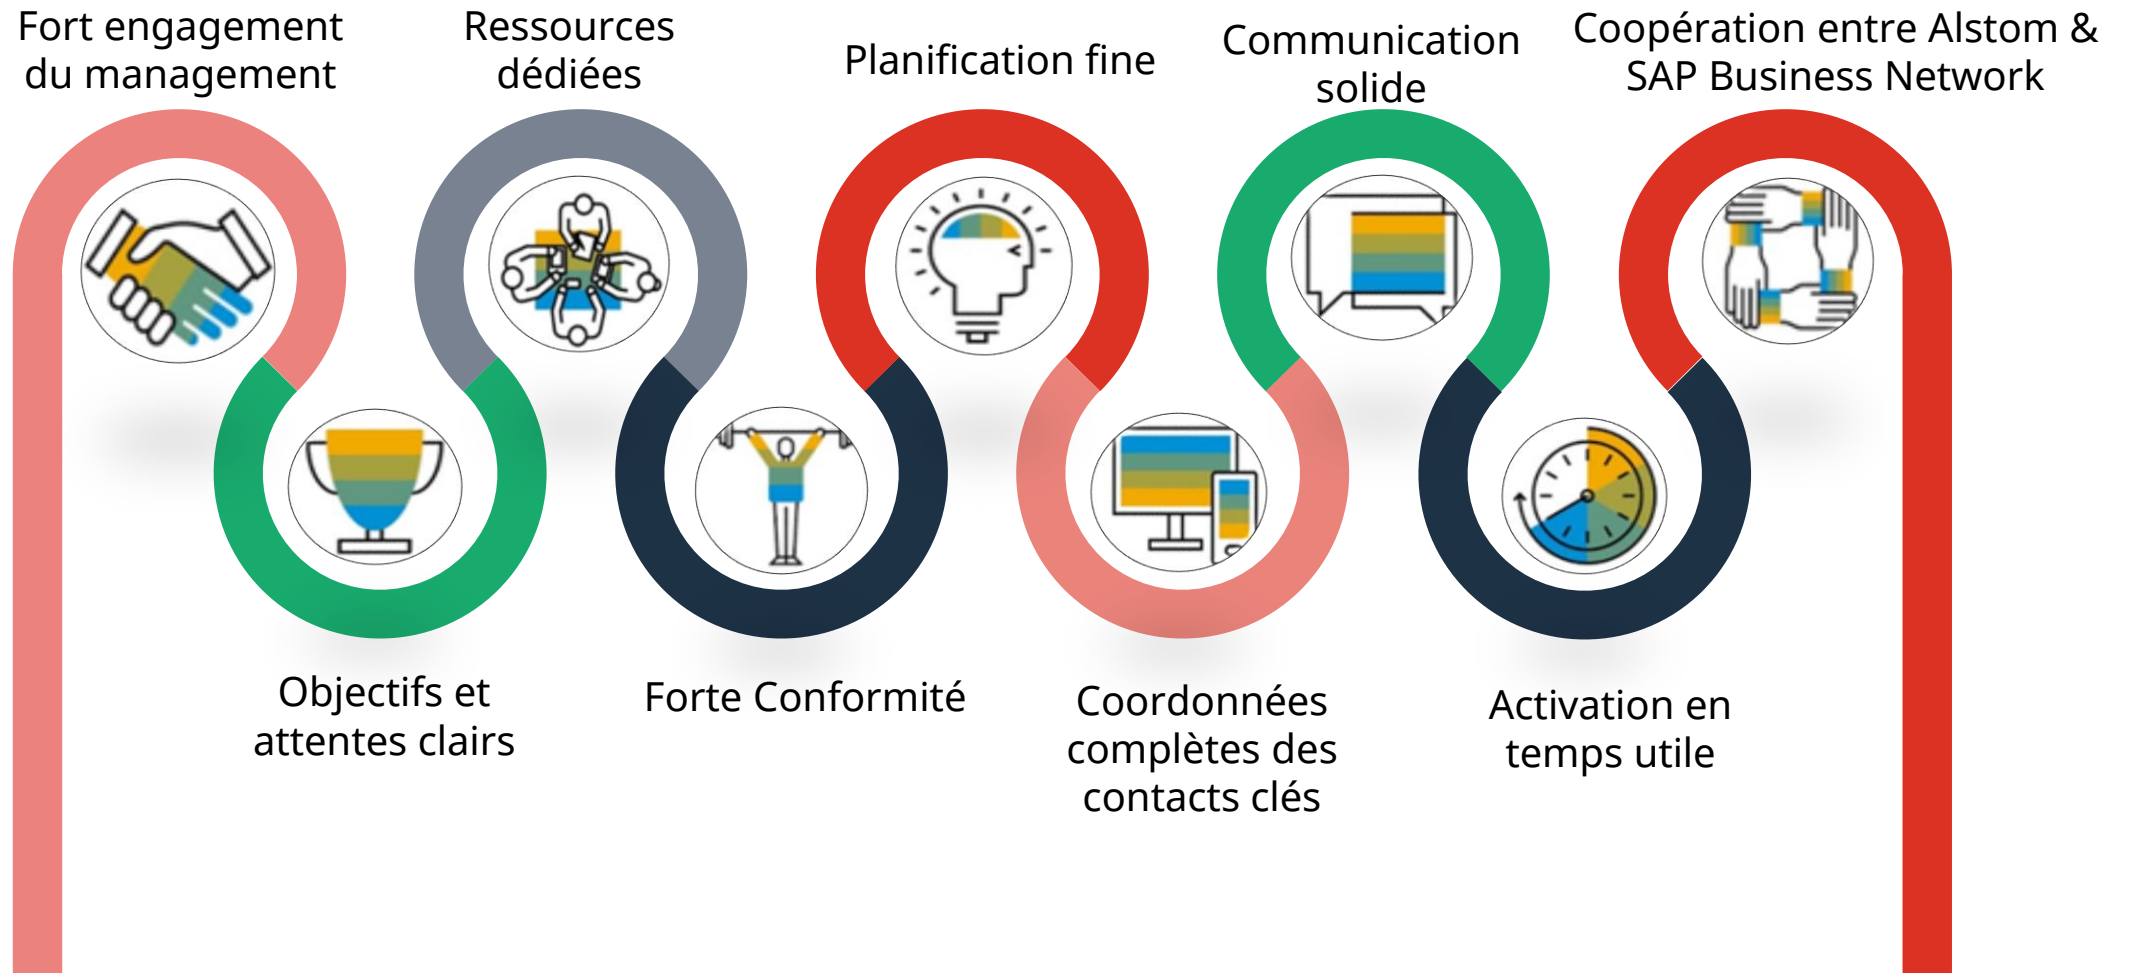 Fort engagement
du management
Ressources
dédiées
Planification fine
Communication
solide
Coopération entre Alstom &
SAP Business Network
Objectifs et
attentes clairs
Forte Conformité
Coordonnées
complètes des
contacts clés
Activation en
temps utile